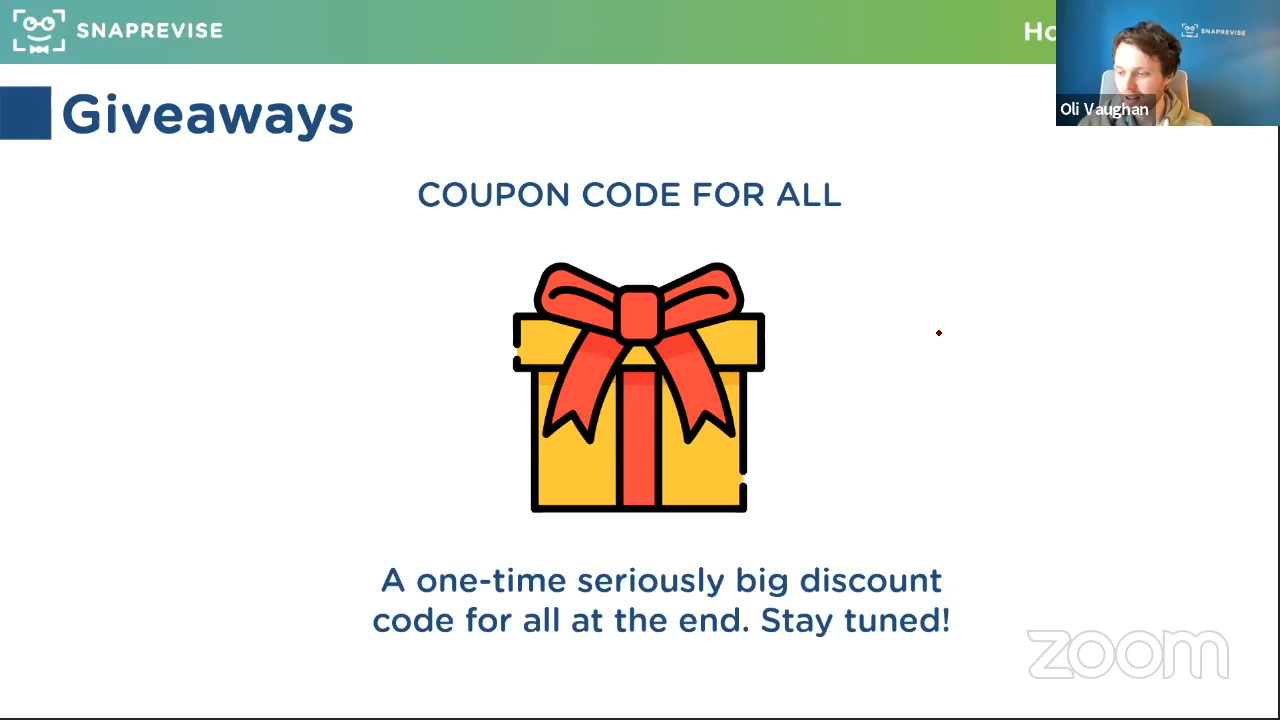 SNAPREVISE
Ho
SNAPREVISE
Oli Vaughan
Giveaways
COUPON CODE FOR ALL
A one-time seriously big discount
code for all at the end. Stay tuned!
zoom